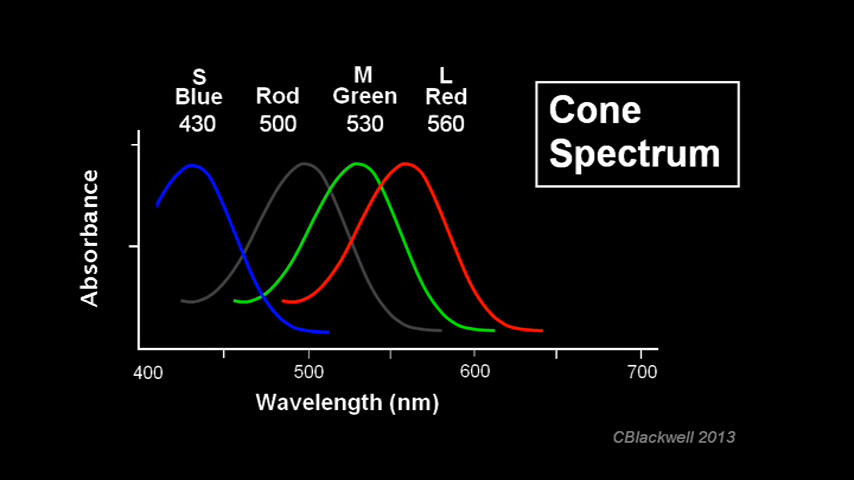 S
Blue
430
Rod
500
M
Green
530
L
Red
560
Cone
Spectrum
Absorbance
400
500
600
700
Wavelength (nm)
CBlackwell 2013